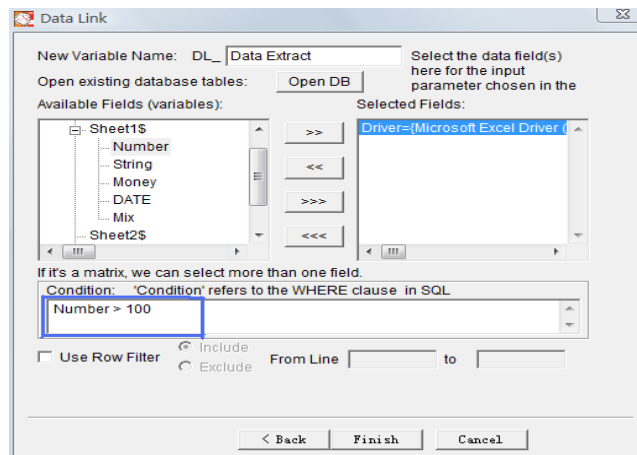 Data Link
New Variable Name: DL_ Data Extract
Select the data field(s)
here for the input
parameter chosen in the
Open existing database tables: Open DB
Available Fields (variables):
Selected Fields:
Sheet1$
Number
String
Money
DATE
Mix
Sheet2$
>>
<<
>>>
<<<
Driver={Microsoft Excel Driver (
If it's a matrix, we can select more than one field.
Condition: 'Condition' refers to the WHERE clause in SQL
Number > 100
Use Row Filter
Include
Exclude
From Line
to
< Back
Finish
Cancel